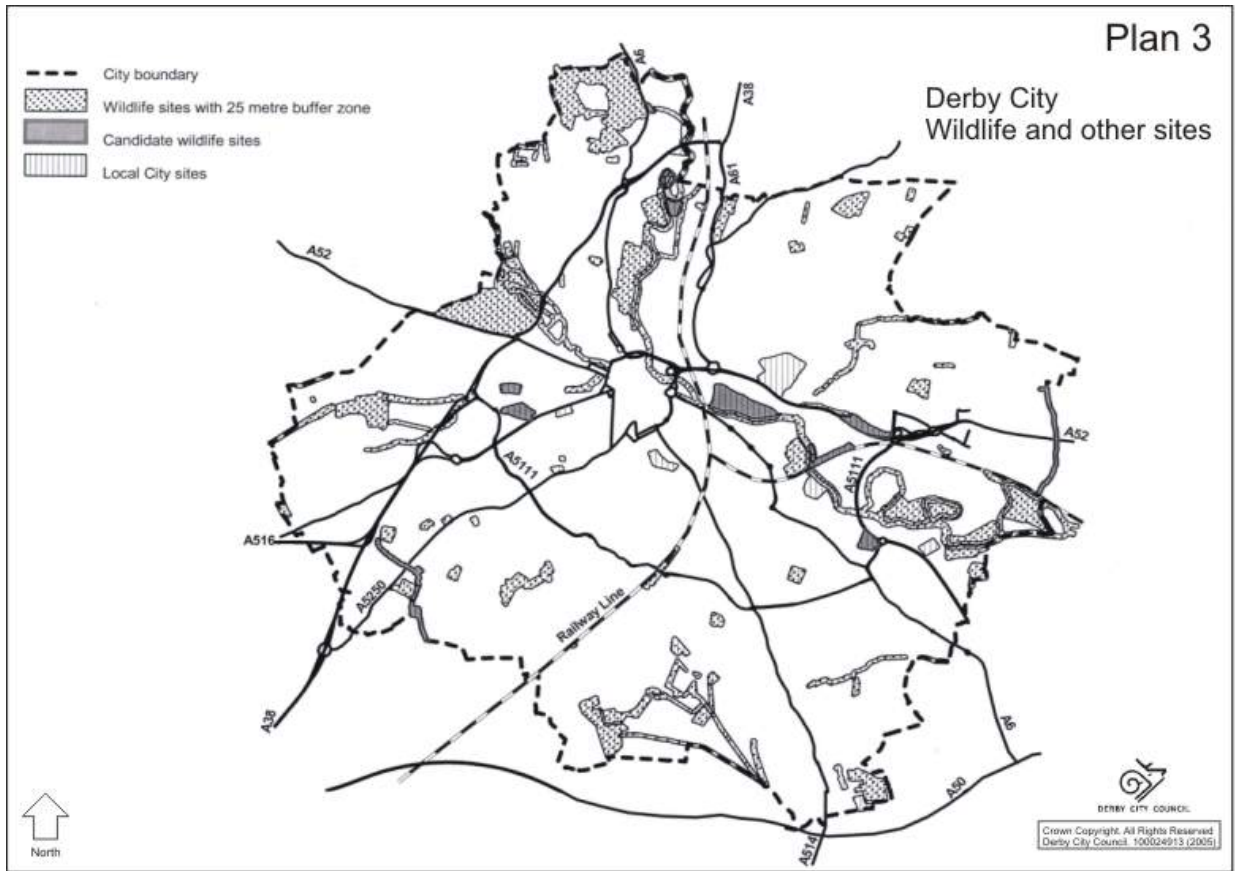 Plan 3
Derby City
Wildlife and other sites
City boundary
Wildlife sites with 25 metre buffer zone
Candidate wildlife sites
Local City sites
A6
A38
A61
A52
A5111
A52
A5111
A516
A5250
Railway Line
A38
A6
A50
A514
North
DERBY CITY COUNCIL
Crown Copyright. All Rights Reserved
Derby City Council. 100024913 (2005)